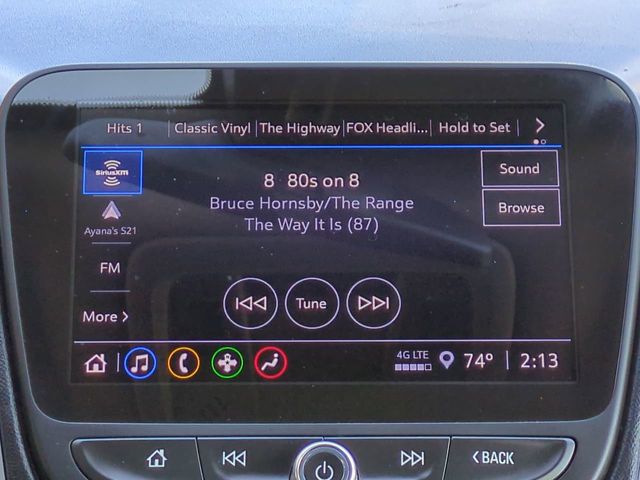 Hits 1 Classic Vinyl The Highway FOX Headli... Hold to Set
SiriusXM
8 80s on 8
Sound
Bruce Hornsby/The Range
Browse
The Way It Is (87)
Ayana's S21
FM
Tune
More
4G LTE
74° 2:13
BACK